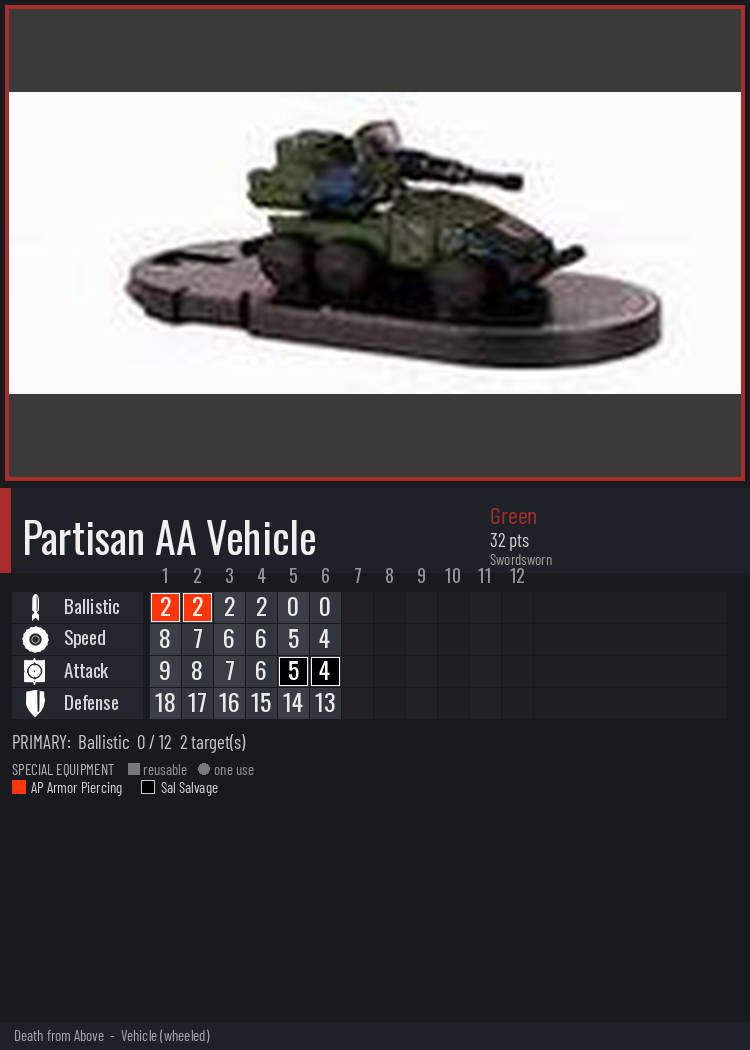 Partisan AA Vehicle
Green
32 pts
Swordsworn
1 2 3 4 5 6 7 8 9 10 11 12
Ballistic 2 2 2 2 0 0
Speed 8 7 6 6 5 4
Attack 9 8 7 6 5 4
Defense 18 17 16 15 14 13
PRIMARY: Ballistic 0 / 12 2 target(s)
SPECIAL EQUIPMENT reusable one use
AP Armor Piercing Sal Salvage
Death from Above - Vehicle (wheeled)